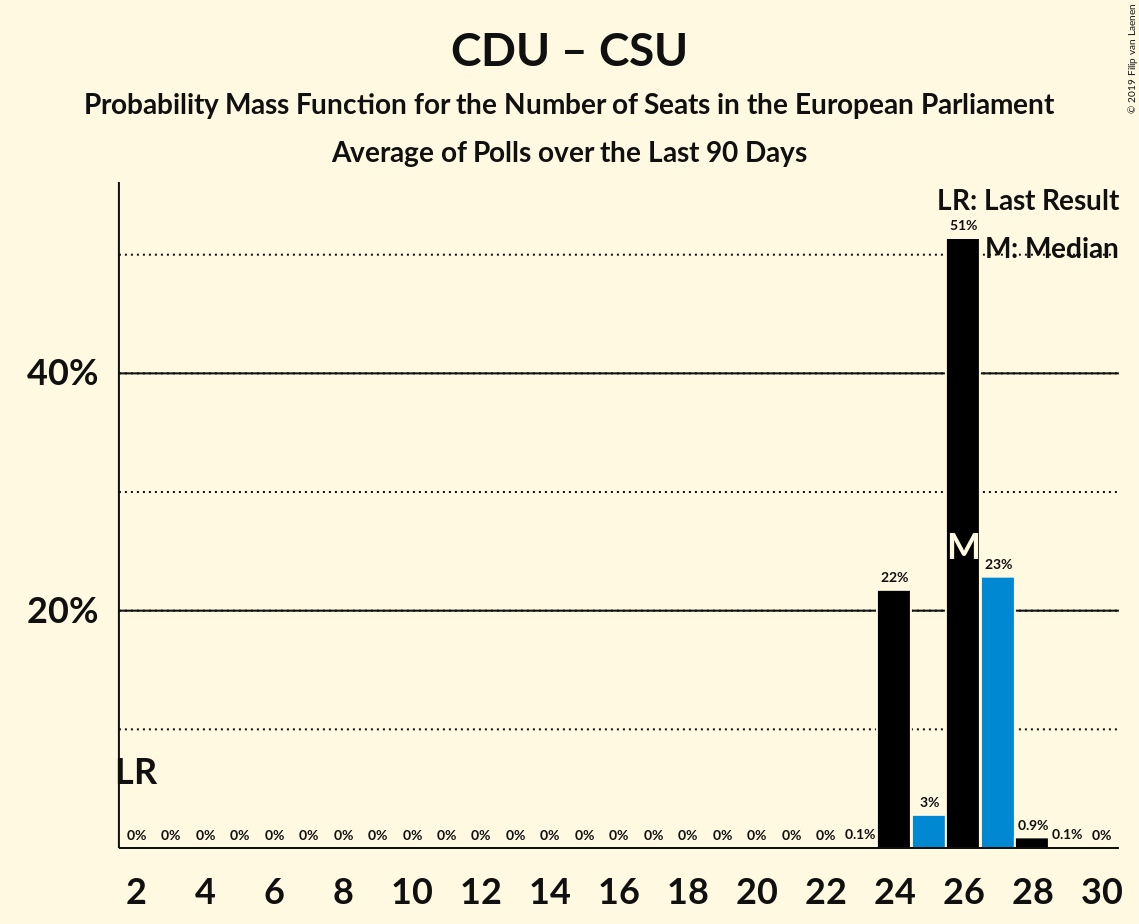 CDU – CSU
Probability Mass Function for the Number of Seats in the European Parliament
Average of Polls over the Last 90 Days
© 2019 Filip van Laenen
LR: Last Result
M: Median
51%
40%
M
23%
22%
20%
LR
3%
0% 0% 0% 0% 0% 0% 0% 0% 0% 0% 0% 0% 0% 0% 0% 0% 0% 0% 0% 0% 0% 0.1% 0.9% 0.1% 0%
2 4 6 8 10 12 14 16 18 20 22 24 26 28 30